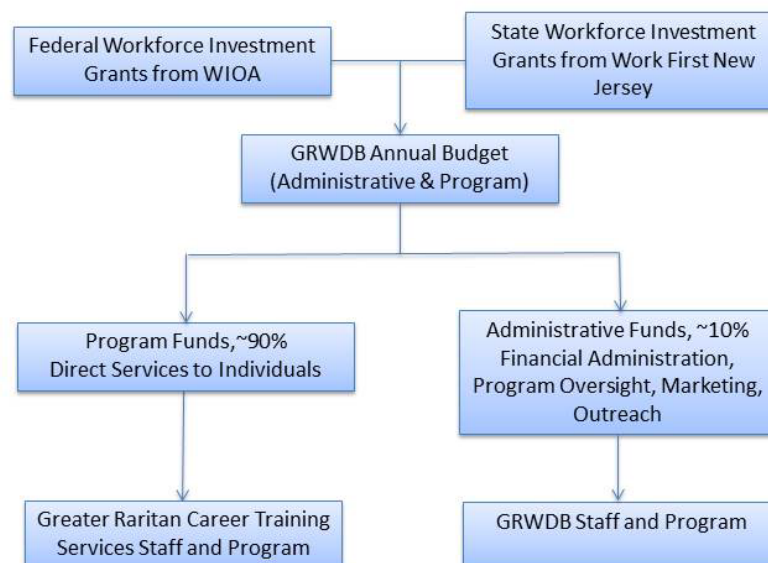 Federal Workforce Investment
Grants from WIOA
State Workforce Investment
Grants from Work First New
Jersey
GRWDB Annual Budget
(Administrative & Program)
Program Funds,~90%
Direct Services to Individuals
Administrative Funds, ~10%
Financial Administration,
Program Oversight, Marketing,
Outreach
Greater Raritan Career Training
Services Staff and Program
GRWDB Staff and Program